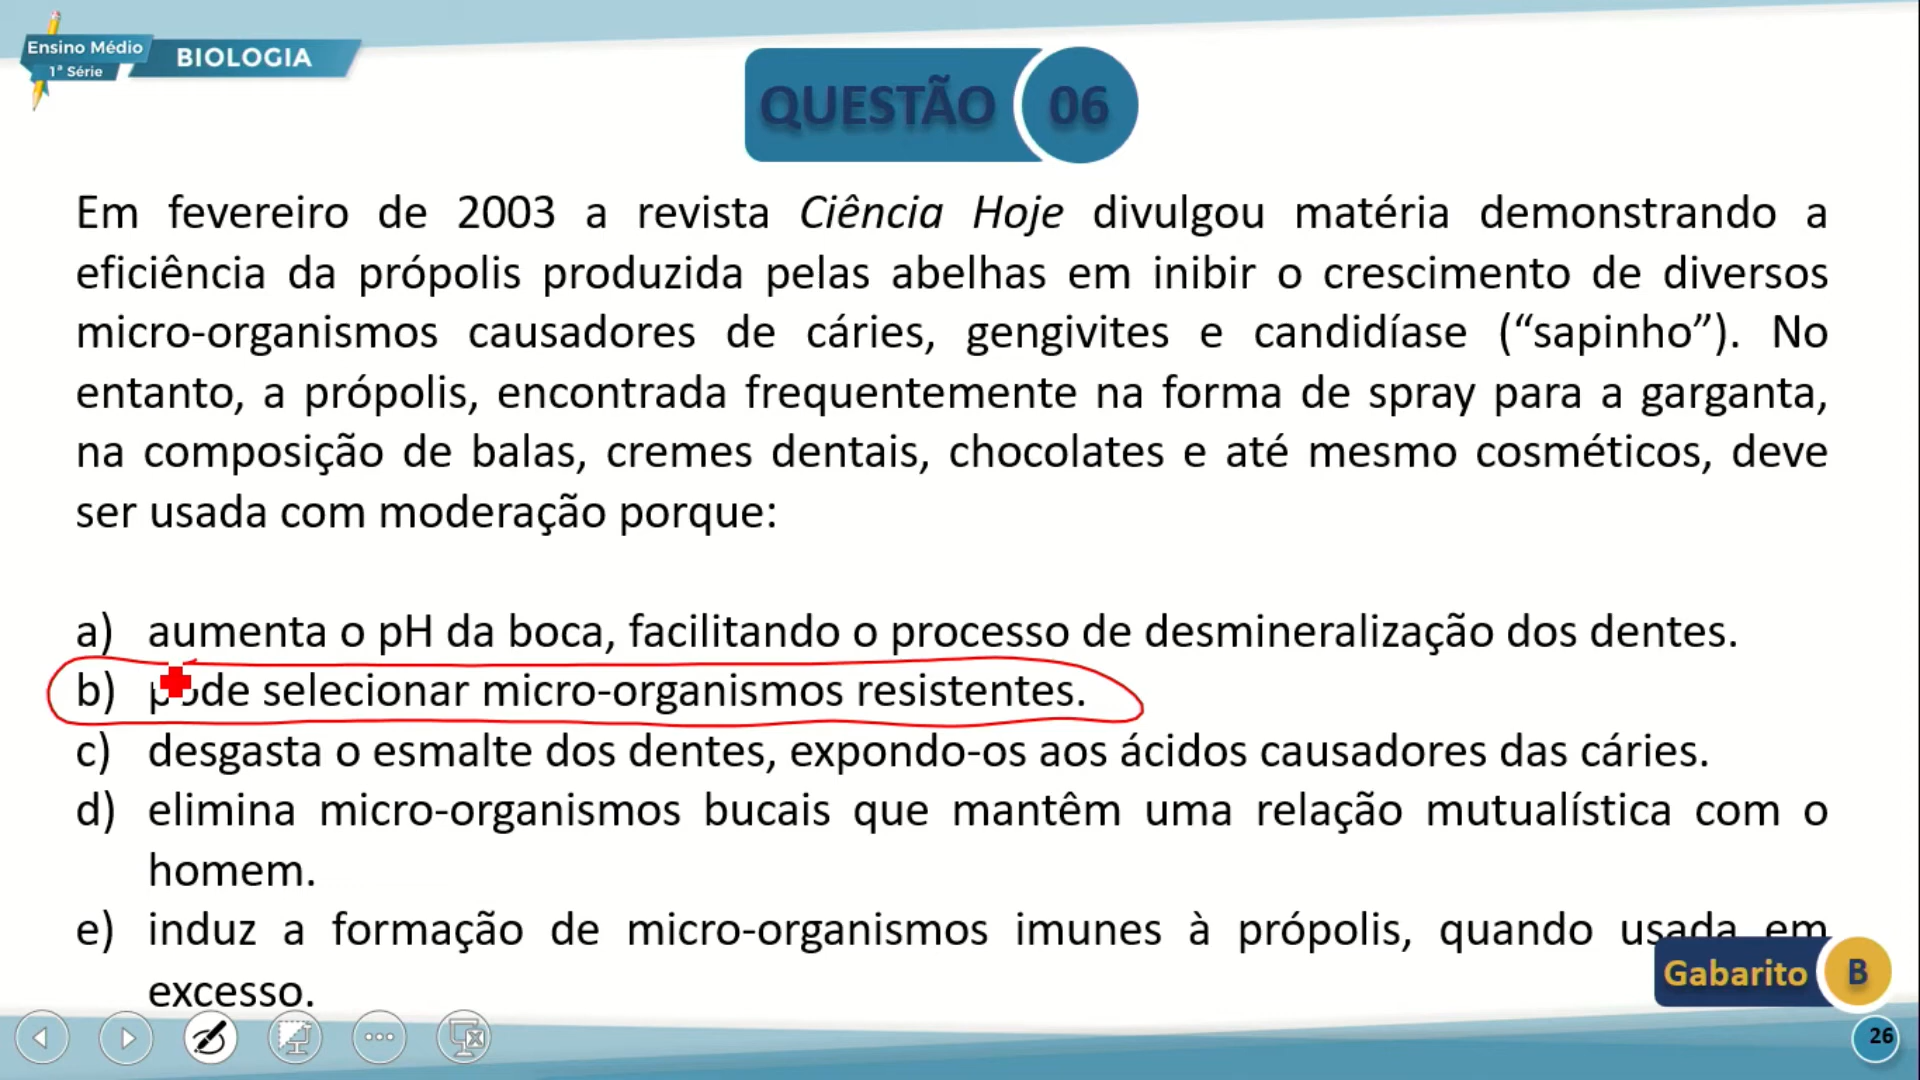 Ensino Médio
1ª Série
BIOLOGIA
QUESTÃO 06
Em fevereiro de 2003 a revista Ciência Hoje divulgou matéria demonstrando a
eficiência da própolis produzida pelas abelhas em inibir o crescimento de diversos
micro-organismos causadores de cáries, gengivites e candidíase (“sapinho”). No
entanto, a própolis, encontrada frequentemente na forma de spray para a garganta,
na composição de balas, cremes dentais, chocolates e até mesmo cosméticos, deve
ser usada com moderação porque:
a) aumenta o pH da boca, facilitando o processo de desmineralização dos dentes.
b) pode selecionar micro-organismos resistentes.
c) desgasta o esmalte dos dentes, expondo-os aos ácidos causadores das cáries.
d) elimina micro-organismos bucais que mantêm uma relação mutualística com o
homem.
e) induz a formação de micro-organismos imunes à própolis, quando usada em
excesso.
Gabarito B
26